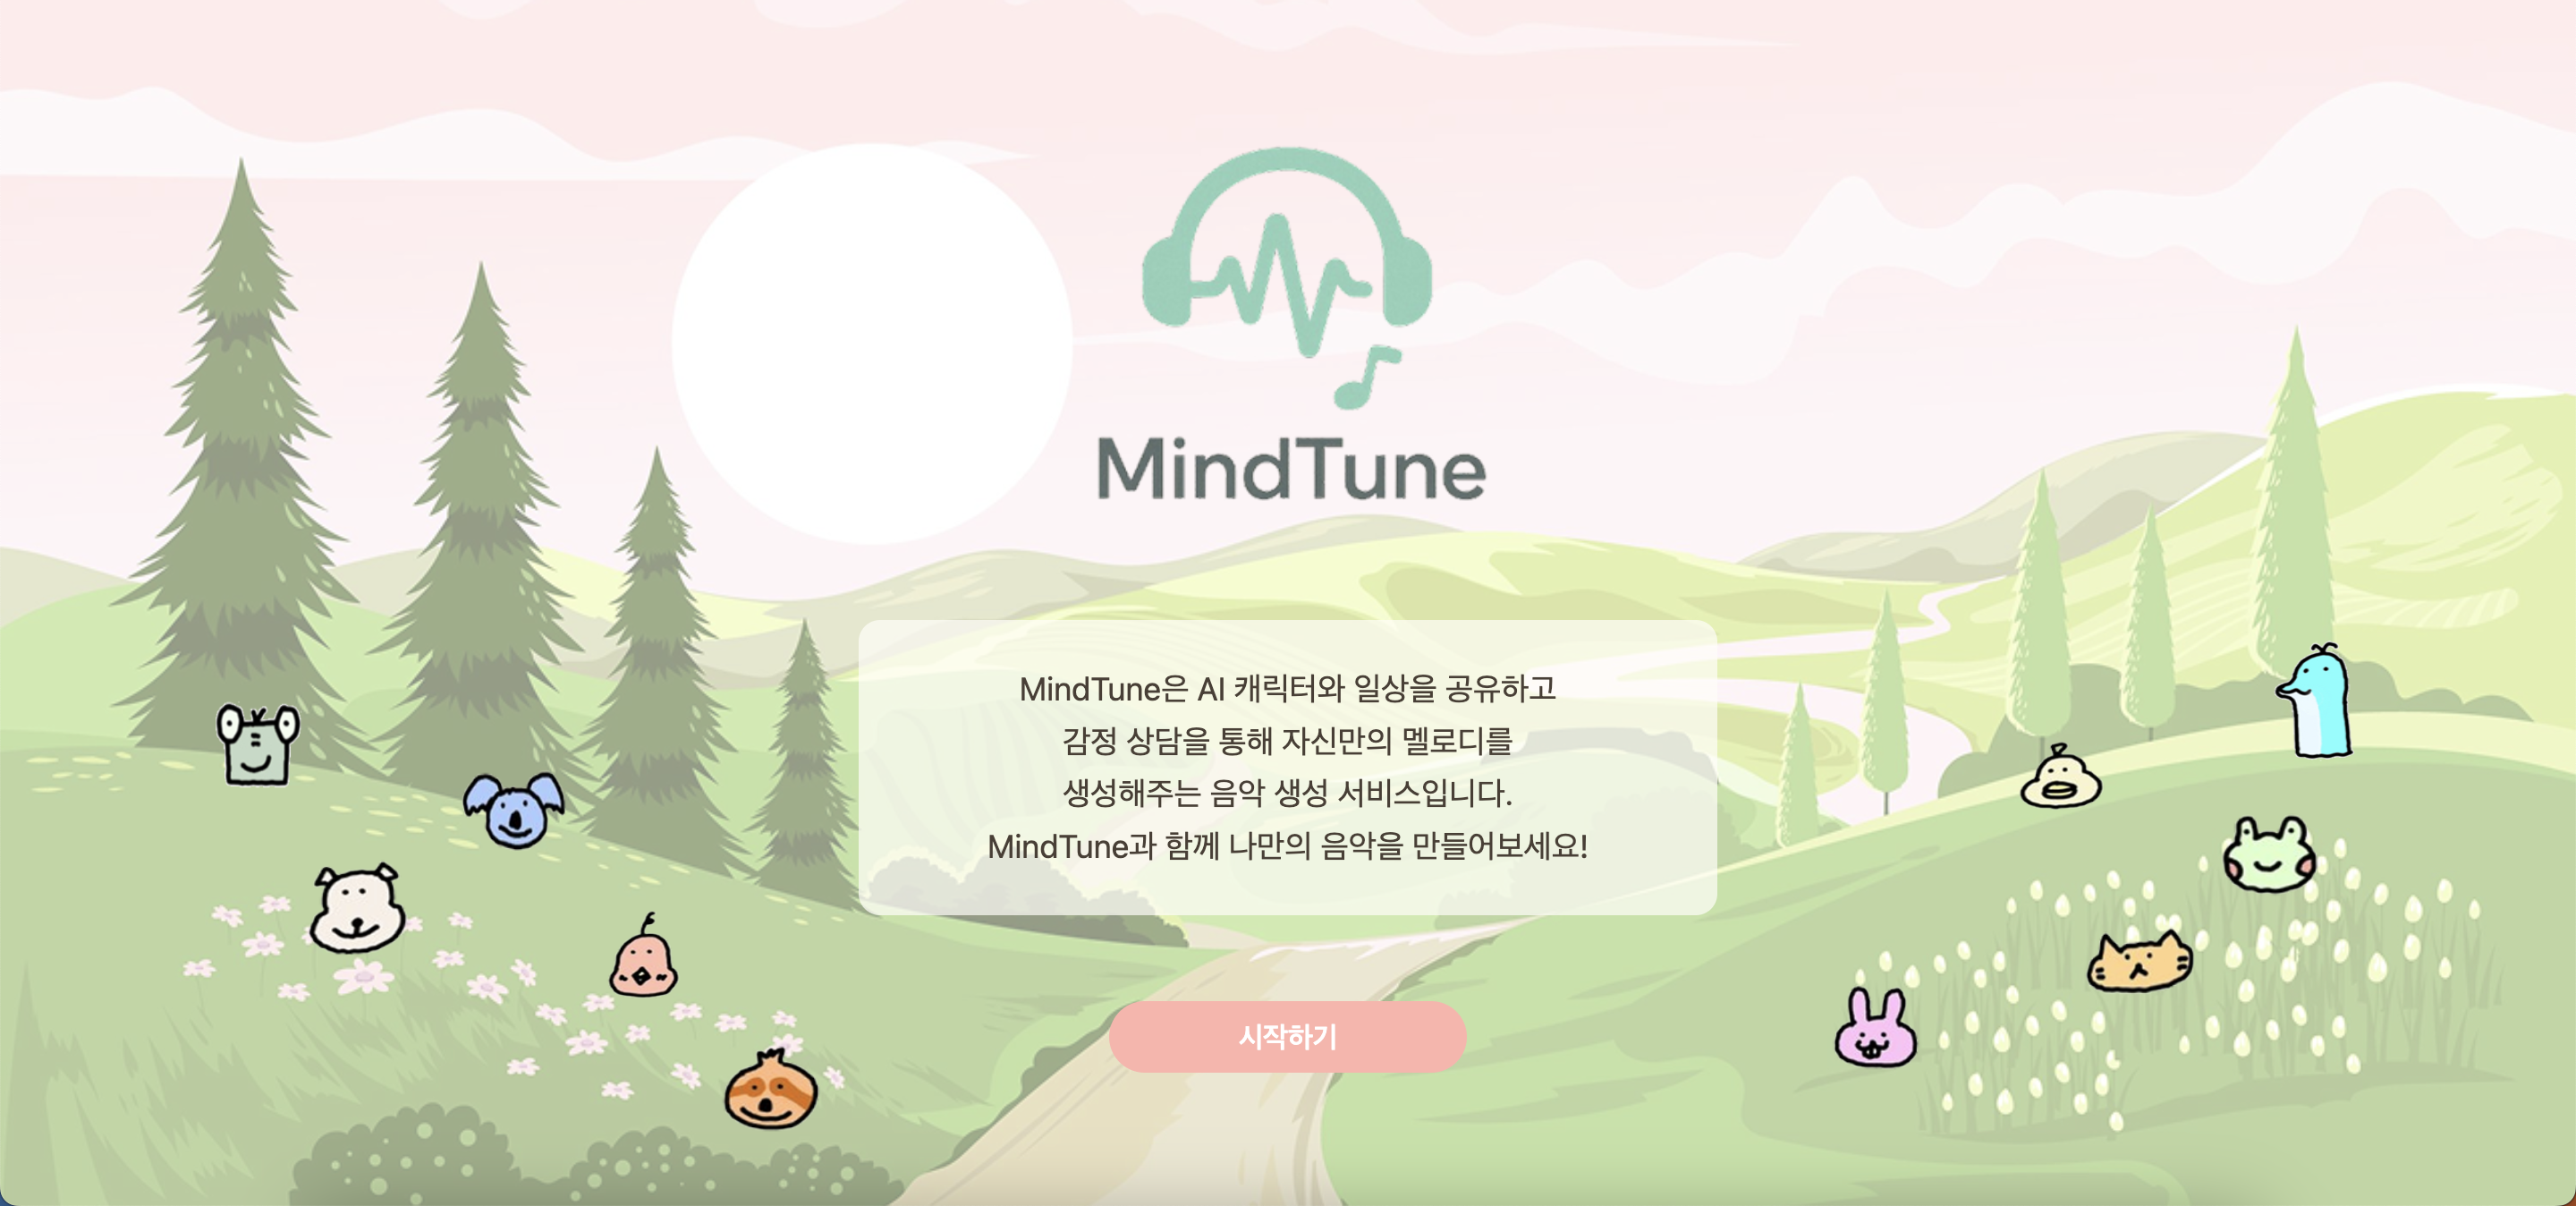 MindTune
MindTune은 AI 캐릭터와 일상을 공유하고
감정 상담을 통해 자신만의 멜로디를
생성해주는 음악 생성 서비스입니다.
MindTune과 함께 나만의 음악을 만들어보세요!
시작하기